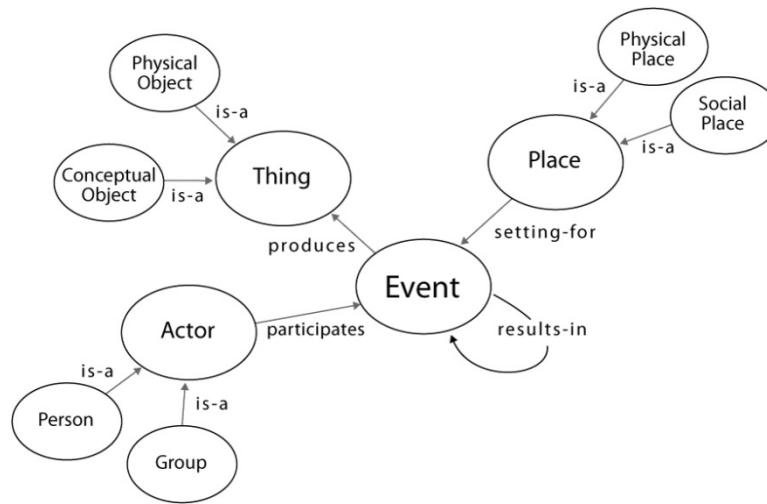 Physical
Object
is-a
Conceptual
Object
is-a
Thing
Physical
Place
is-a
Social
Place
is-a
Place
setting-for
produces
Event
results-in
Actor
participates
is-a
Person
is-a
Group